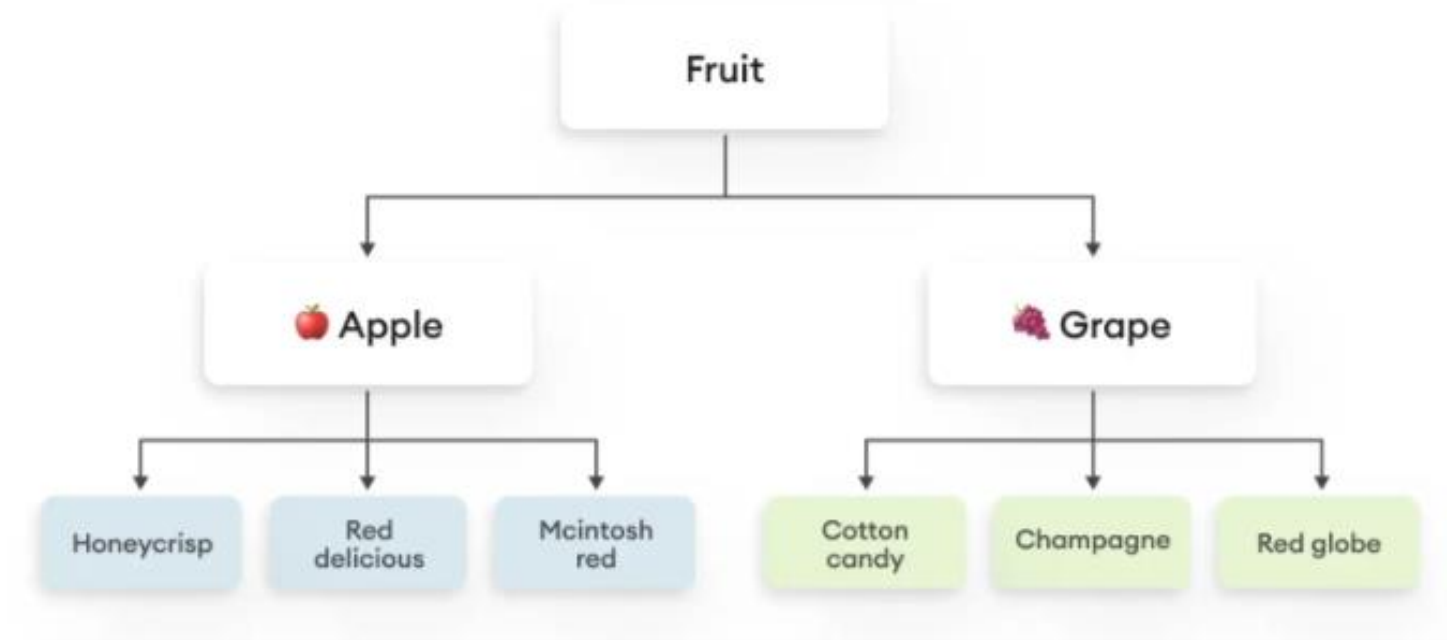 Fruit
Apple
Grape
Honeycrisp
Red
delicious
Mcintosh
red
Cotton
candy
Champagne
Red globe